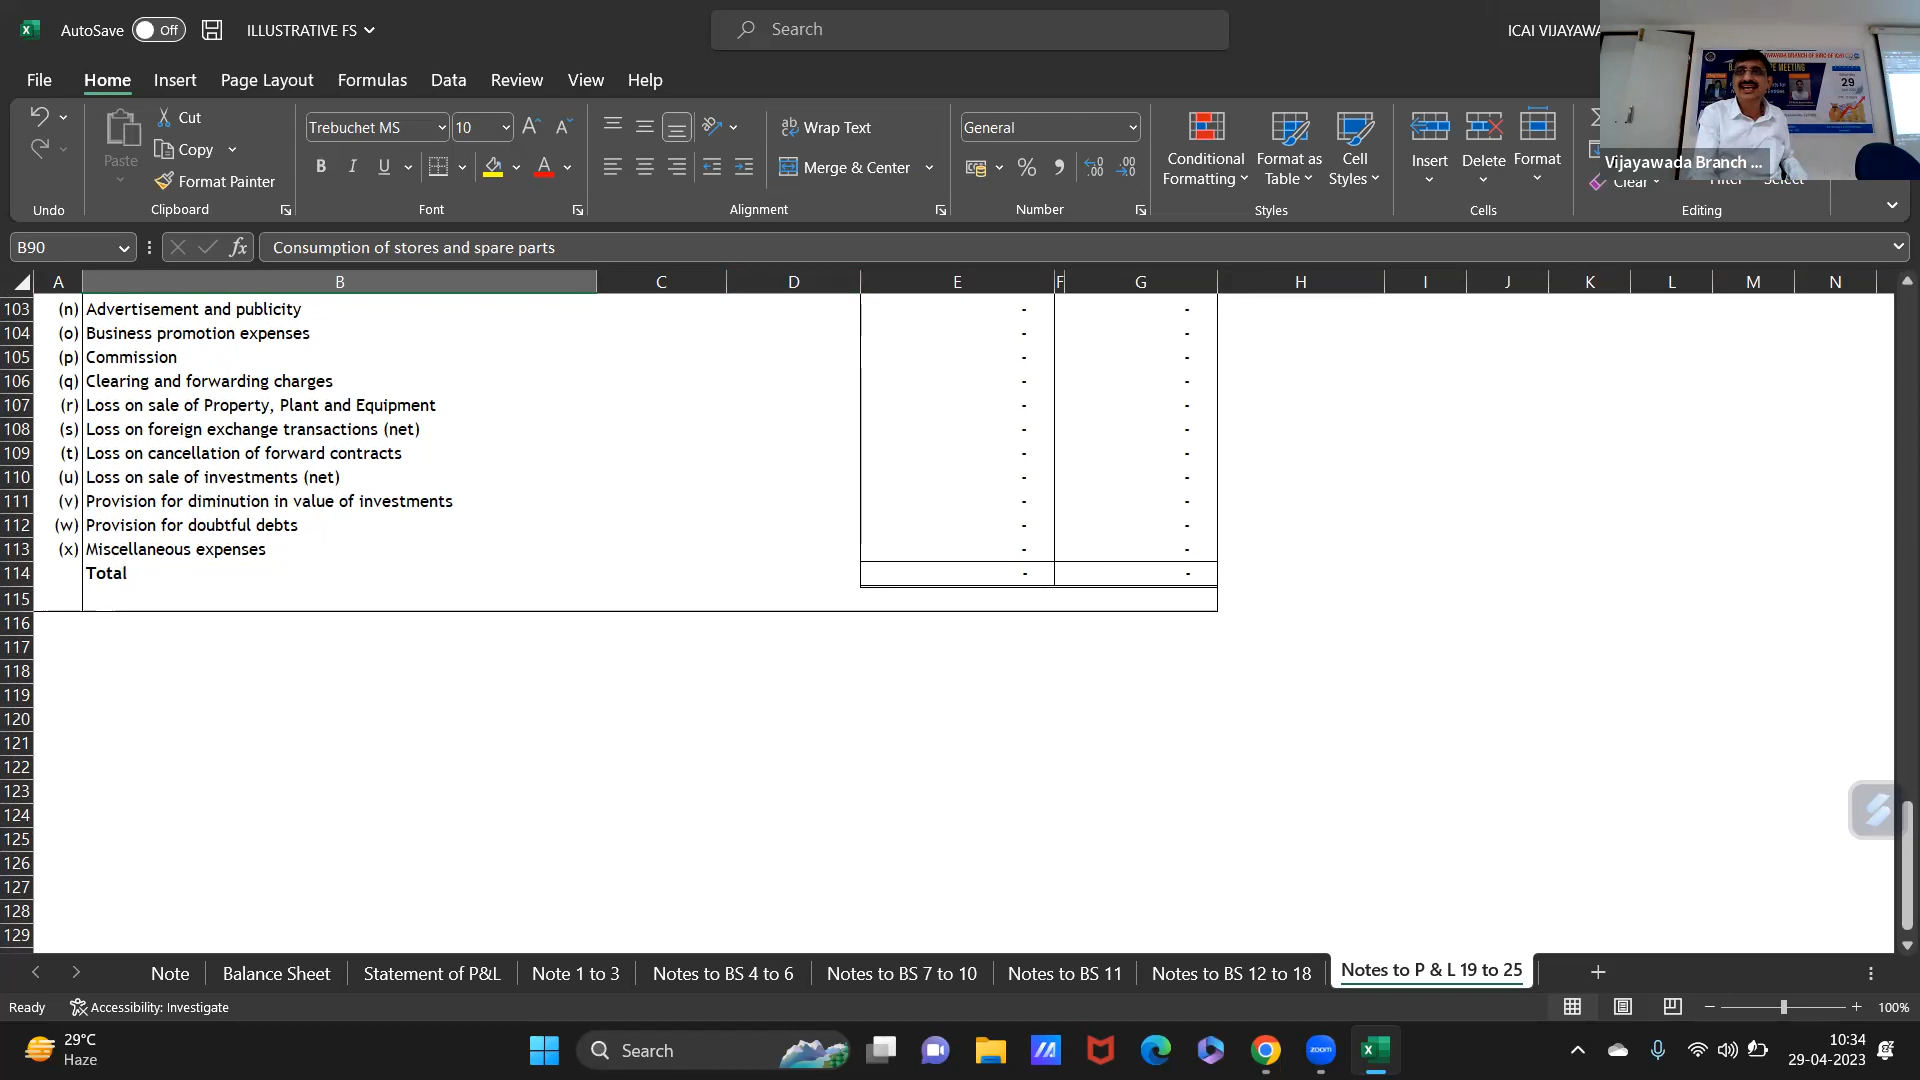 AutoSave Off ILLUSTRATIVE FS Search ICAI VIJAYAWA
File Home Insert Page Layout Formulas Data Review View Help
MEETING
29
Vijayawada Branch ...
Paste Cut Copy Format Painter
Trebuchet MS 10
Wrap Text
Merge & Center
General
Conditional Formatting Format as Table Cell Styles
Insert Delete Format
Clear Filter Select
Undo Clipboard Font Alignment Number Styles Cells Editing
B90 fx Consumption of stores and spare parts
A B C D E F G H I J K L M N
103 (n) Advertisement and publicity - -
104 (o) Business promotion expenses - -
105 (p) Commission - -
106 (q) Clearing and forwarding charges - -
107 (r) Loss on sale of Property, Plant and Equipment - -
108 (s) Loss on foreign exchange transactions (net) - -
109 (t) Loss on cancellation of forward contracts - -
110 (u) Loss on sale of investments (net) - -
111 (v) Provision for diminution in value of investments - -
112 (w) Provision for doubtful debts - -
113 (x) Miscellaneous expenses - -
114 Total - -
115
116
117
118
119
120
121
122
123
124
125
126
127
128
129
Note Balance Sheet Statement of P&L Note 1 to 3 Notes to BS 4 to 6 Notes to BS 7 to 10 Notes to BS 11 Notes to BS 12 to 18 Notes to P & L 19 to 25
Ready Accessibility: Investigate 100%
29°C
Haze
Search
zoom
10:34
29-04-2023